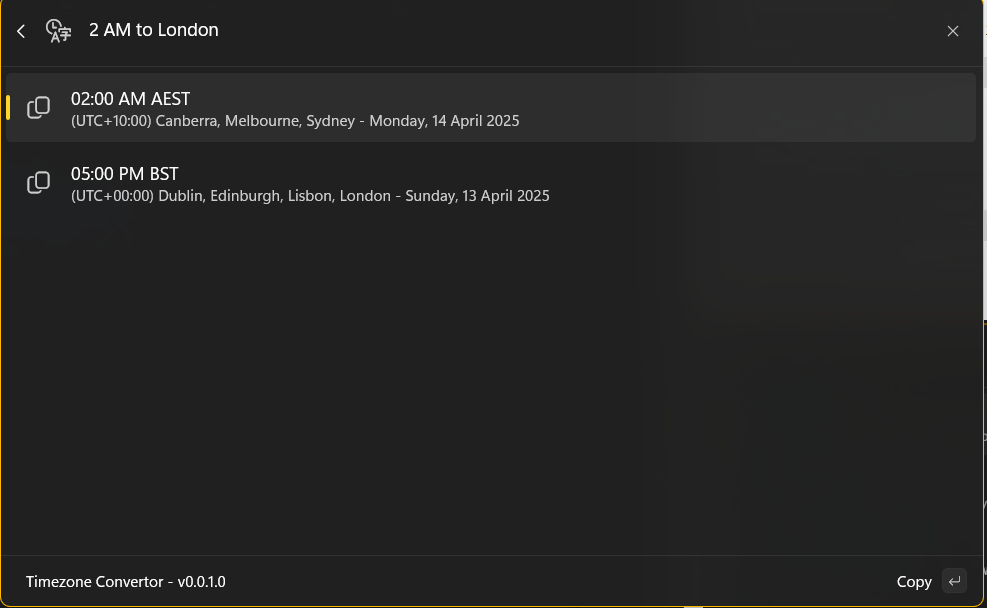 2 AM to London
02:00 AM AEST
(UTC+10:00) Canberra, Melbourne, Sydney - Monday, 14 April 2025
05:00 PM BST
(UTC+00:00) Dublin, Edinburgh, Lisbon, London - Sunday, 13 April 2025
Timezone Convertor - v0.0.1.0
Copy